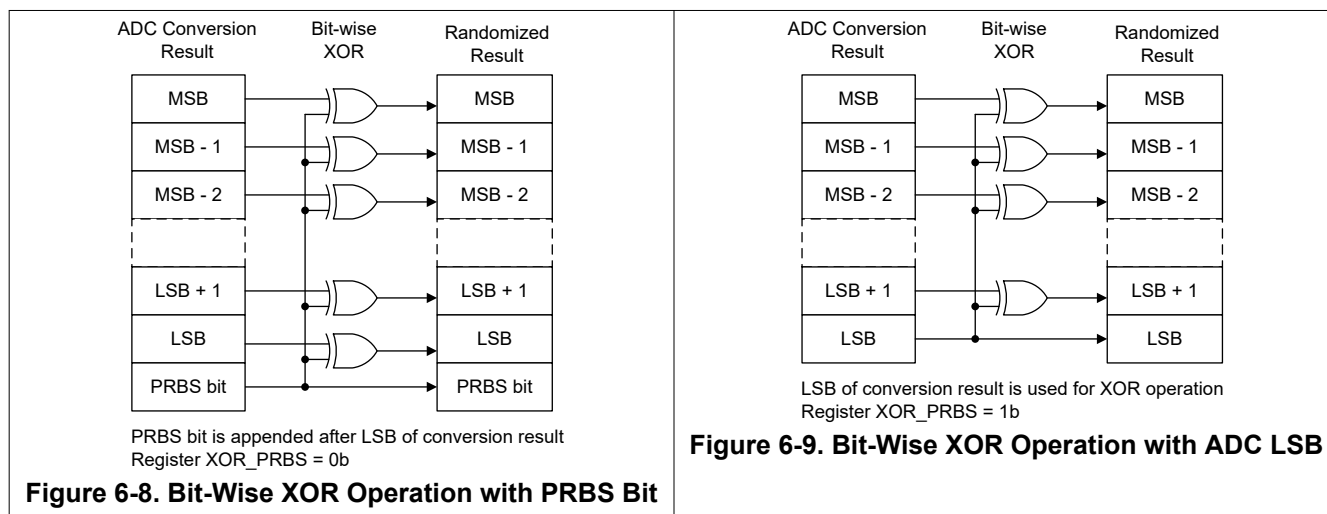 ADC Conversion
Result
Bit-wise
XOR
Randomized
Result
MSB
MSB
MSB - 1
MSB - 1
MSB - 2
MSB - 2
LSB + 1
LSB + 1
LSB
LSB
PRBS bit
PRBS bit
PRBS bit is appended after LSB of conversion result
Register XOR_PRBS = 0b
Figure 6-8. Bit-Wise XOR Operation with PRBS Bit
ADC Conversion
Result
Bit-wise
XOR
Randomized
Result
MSB
MSB
MSB - 1
MSB - 1
MSB - 2
MSB - 2
LSB + 1
LSB + 1
LSB
LSB
LSB of conversion result is used for XOR operation
Register XOR_PRBS = 1b
Figure 6-9. Bit-Wise XOR Operation with ADC LSB